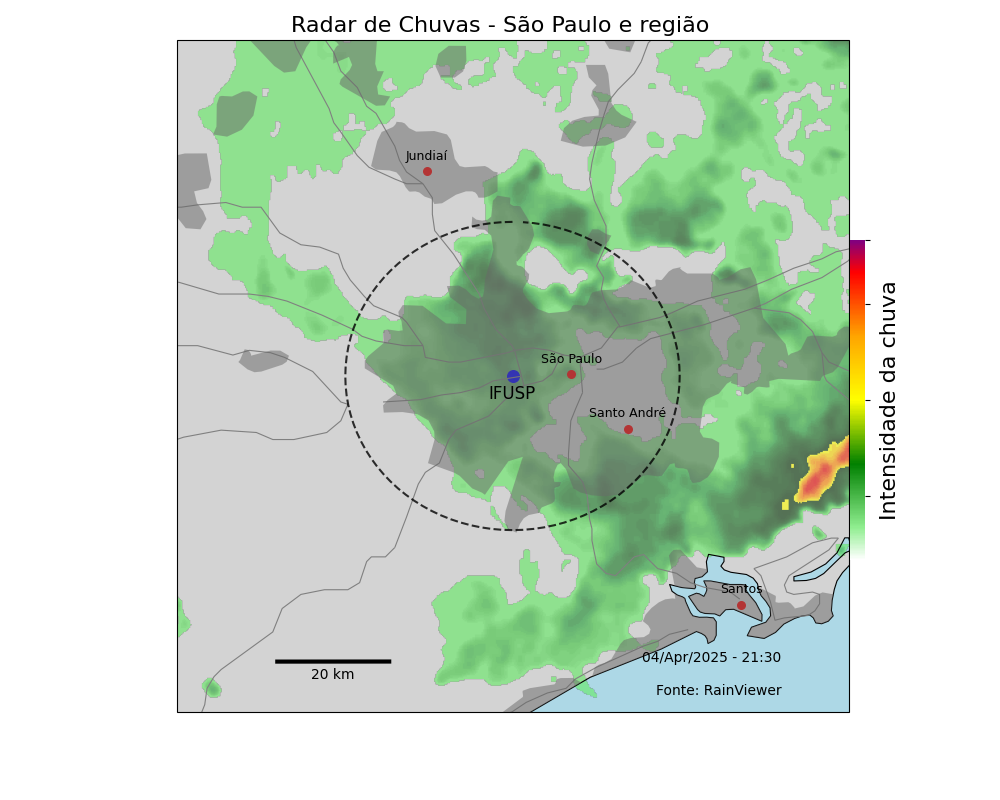 Radar de Chuvas - São Paulo e região
Jundiaí
São Paulo
IFUSP
Santo André
Intensidade da chuva
Santos
04/Apr/2025 - 21:30
20 km
Fonte: RainViewer